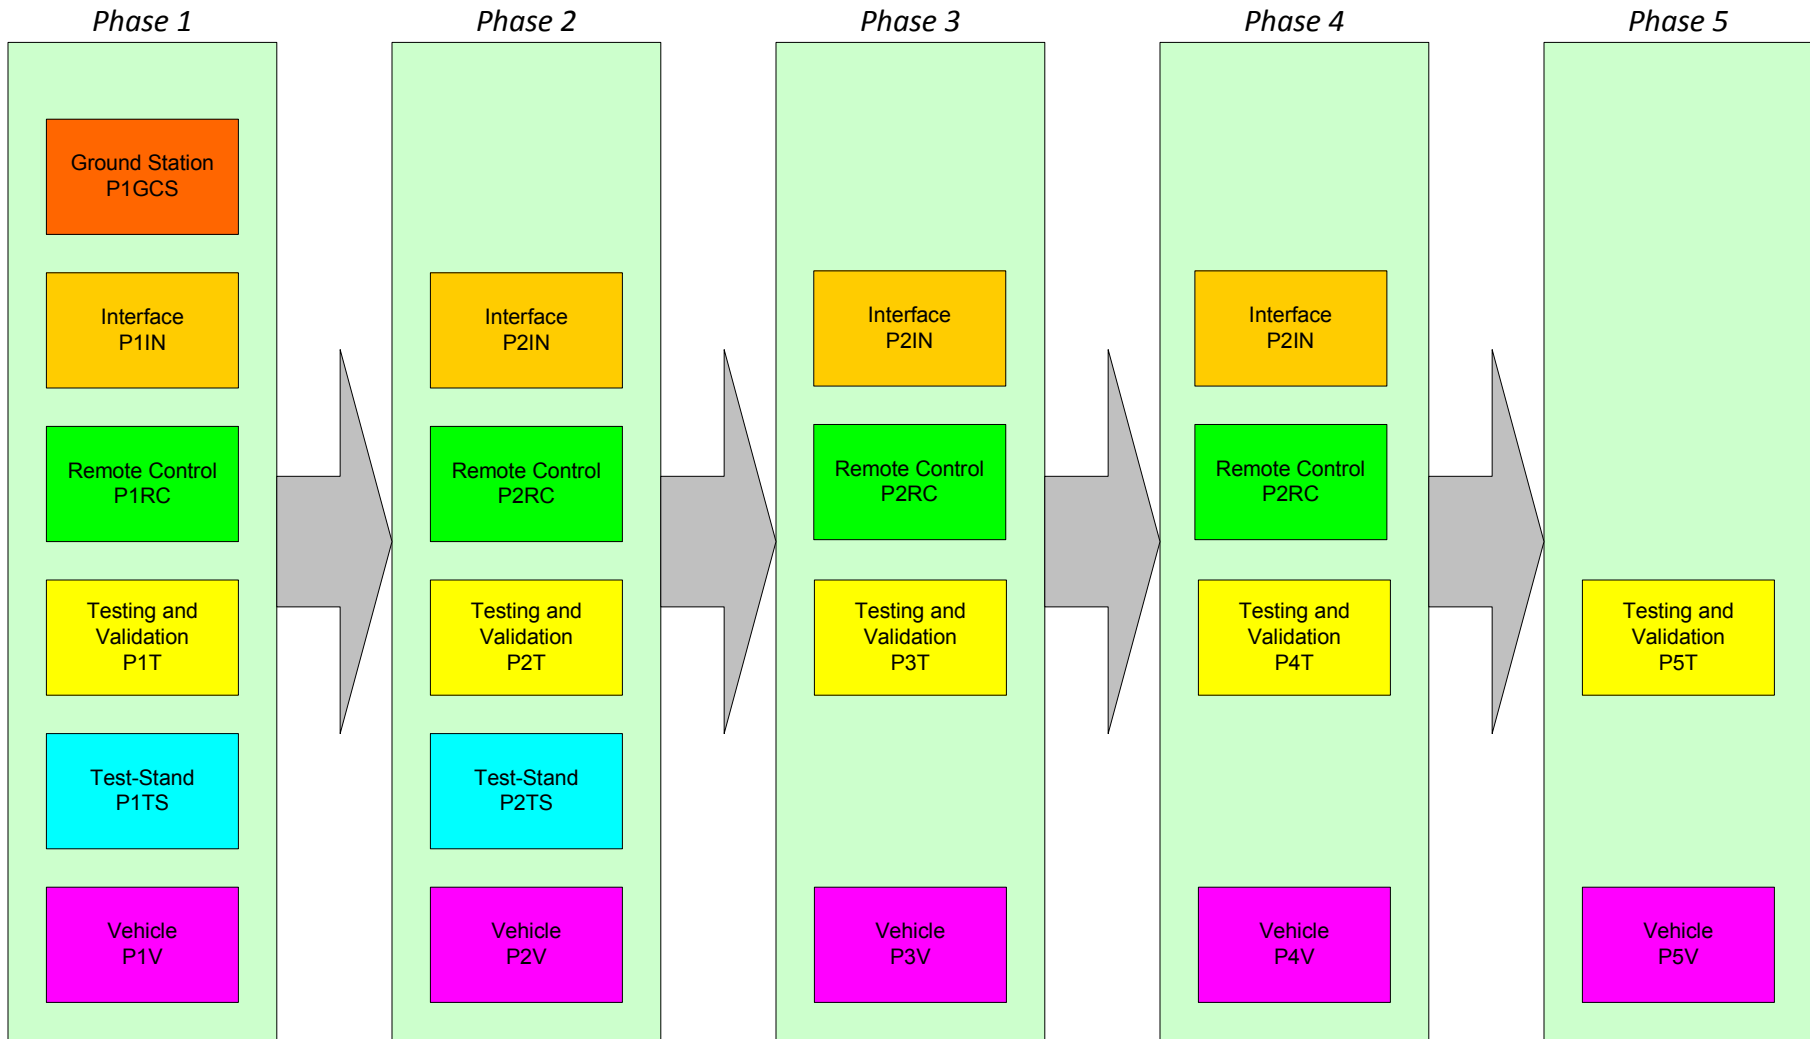 Phase 1
Phase 2
Phase 3
Phase 4
Phase 5
Ground Station
P1GCS
Interface
P1IN
Remote Control
P1RC
Testing and
Validation
P1T
Test-Stand
P1TS
Vehicle
P1V
Interface
P2IN
Remote Control
P2RC
Testing and
Validation
P2T
Test-Stand
P2TS
Vehicle
P2V
Interface
P2IN
Remote Control
P2RC
Testing and
Validation
P3T
Vehicle
P3V
Interface
P2IN
Remote Control
P2RC
Testing and
Validation
P4T
Vehicle
P4V
Testing and
Validation
P5T
Vehicle
P5V